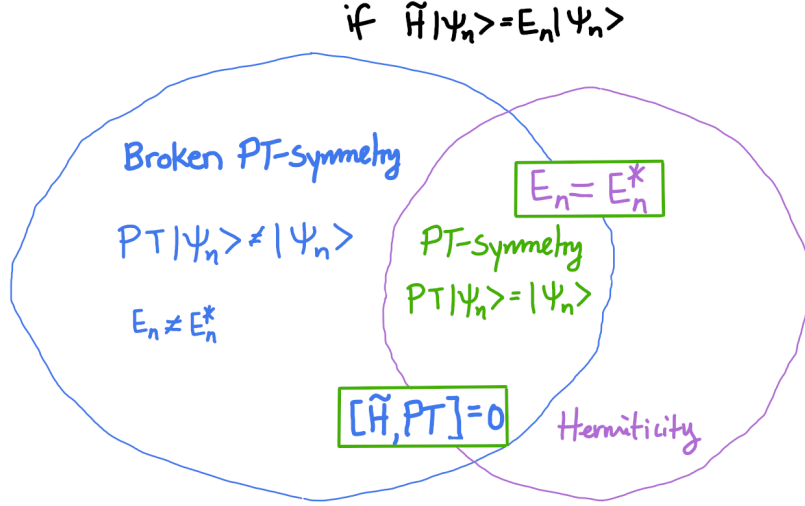 if H̃|Ψn> = En|Ψn>
Broken PT-symmetry
En = En*
PT|Ψn> ≠ |Ψn>
PT-symmetry
PT|Ψn> = |Ψn>
En ≠ En*
[H̃, PT] = 0
Hermiticity